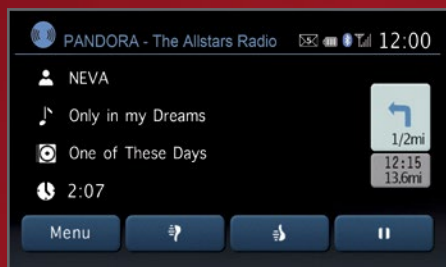 PANDORA - The Allstars Radio 12:00
NEVA
Only in my Dreams
1/2mi
One of These Days
12:15
13.6mi
2:07
Menu